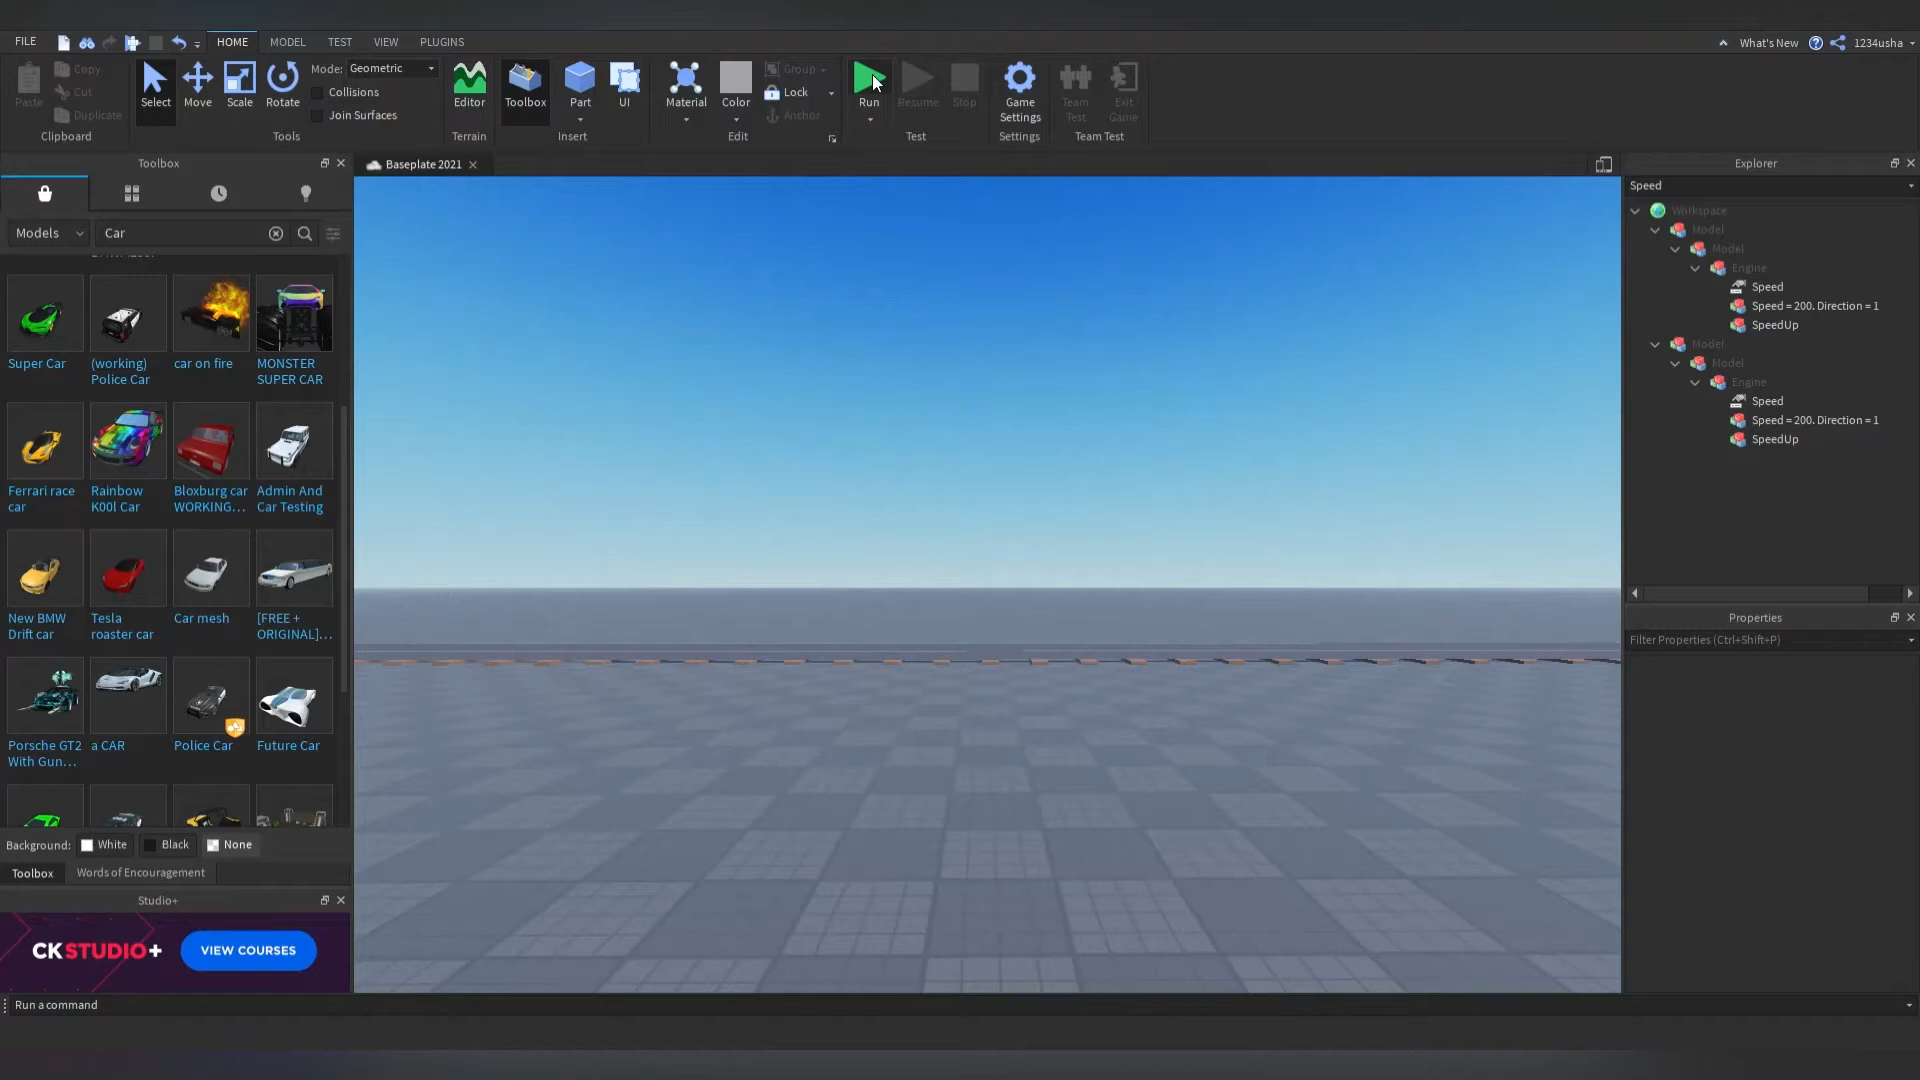 FILE
HOME
MODEL
TEST
VIEW
PLUGINS
What's New
1234usha
Paste
Copy
Cut
Duplicate
Clipboard
Select
Move
Scale
Rotate
Mode: Geometric
Collisions
Join Surfaces
Tools
Editor
Terrain
Toolbox
Part
UI
Insert
Material
Color
Group
Lock
Anchor
Edit
Run
Resume
Stop
Test
Game
Settings
Settings
Team
Test
Exit
Game
Team Test
Toolbox
Baseplate 2021
Explorer
Models
Car
Speed
Workspace
Model
Model
Engine
Speed
Speed = 200, Direction = 1
SpeedUp
Model
Model
Engine
Speed
Speed = 200, Direction = 1
SpeedUp
Super Car
(working)
Police Car
car on fire
MONSTER
SUPER CAR
Ferrari race
car
Rainbow
K00l Car
Bloxburg car
WORKING...
Admin And
Car Testing
New BMW
Drift car
Tesla
roaster car
Car mesh
[FREE +
ORIGINAL]...
Porsche GT2
With Gun...
a CAR
Police Car
Future Car
Properties
Filter Properties (Ctrl+Shift+P)
Background:
White
Black
None
Toolbox
Words of Encouragement
Studio+
CKSTUDIO+
VIEW COURSES
Run a command